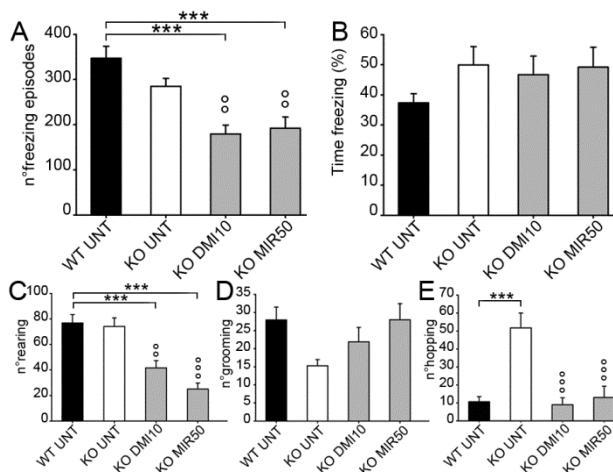 A
***
***
n°freezing episodes
400
300
200
100
0
WT UNT
KO UNT
KO DMI10
KO MIR50
B
Time freezing (%)
60
50
40
30
20
10
0
WT UNT
KO UNT
KO DMI10
KO MIR50
C
***
***
n°rearing
100
80
60
40
20
0
WT UNT
KO UNT
KO DMI10
KO MIR50
D
n°grooming
35
30
25
20
15
10
5
0
WT UNT
KO UNT
KO DMI10
KO MIR50
E
***
n°hopping
70
60
50
40
30
20
10
0
WT UNT
KO UNT
KO DMI10
KO MIR50